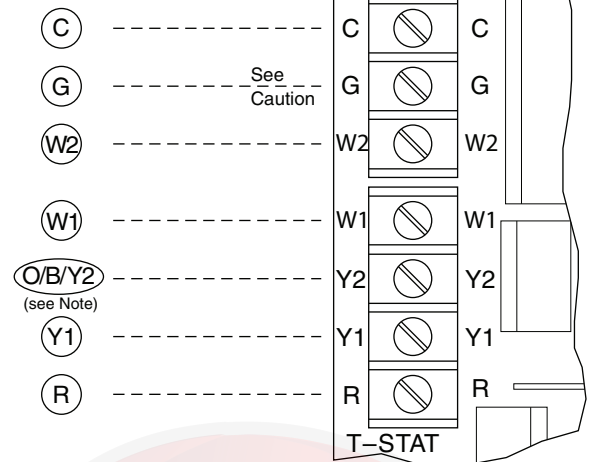 C C C
G See Caution G G
W2 W2 W2
W1 W1 W1
O/B/Y2 Y2 Y2
(see Note)
Y1 Y1 Y1
R R R
T–STAT